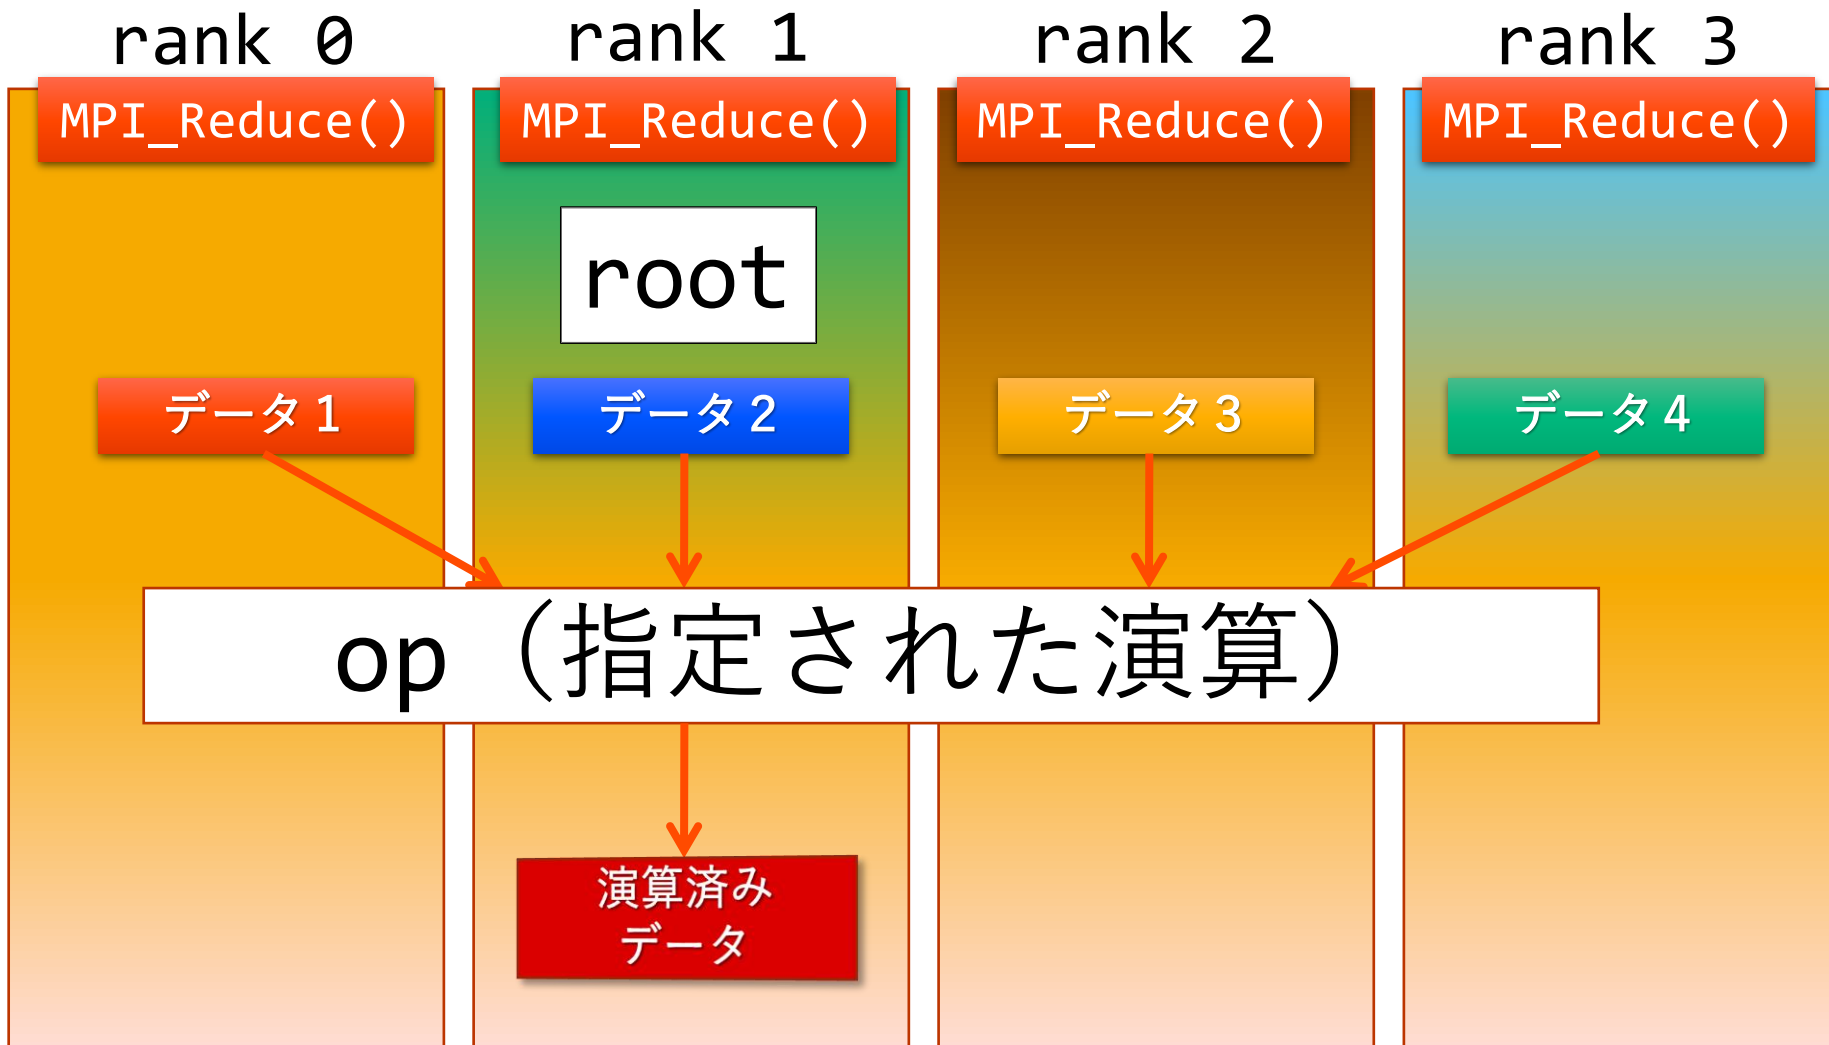 rank 0
rank 1
rank 2
rank 3
MPI_Reduce()
MPI_Reduce()
MPI_Reduce()
MPI_Reduce()
root
データ1
データ2
データ3
データ4
op（指定された演算）
演算済み
データ